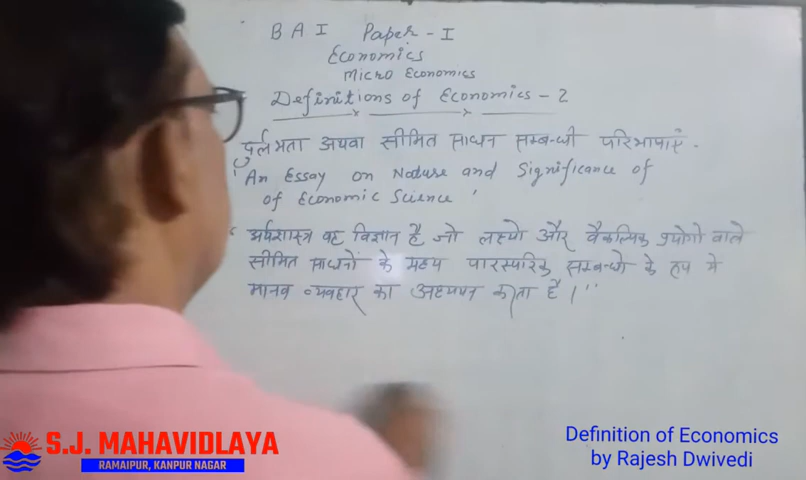 B A I Paper - I
Economics
Micro Economics
Definitions of Economics - 2
दुर्लभता अथवा सीमित साधन सम्बन्धी परिभाषाएं -
"An Essay on Nature and Significance of
of Economic Science"
"अर्थशास्त्र वह विज्ञान है जो लक्ष्यो और वैकल्पिक प्रयोगो वाले
सीमित साधनों के मध्य पारस्परिक सम्बन्धो के रूप मे
मानव व्यवहार का अध्ययन करता है।"
S.J. MAHAVIDLAYA
RAMAIPUR, KANPUR NAGAR
Definition of Economics
by Rajesh Dwivedi